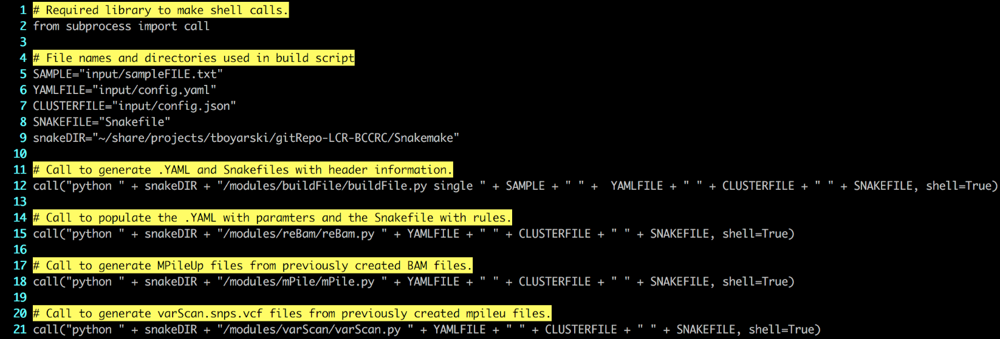 1 # Required library to make shell calls.
2 from subprocess import call
3
4 # File names and directories used in build script
5 SAMPLE="input/sampleFILE.txt"
6 YAMLFILE="input/config.yaml"
7 CLUSTERFILE="input/config.json"
8 SNAKEFILE="Snakefile"
9 snakeDIR="~/share/projects/tboyarski/gitRepo-LCR-BCCRC/Snakemake"
10
11 # Call to generate .YAML and Snakefiles with header information.
12 call("python " + snakeDIR + "/modules/buildFile/buildFile.py single " + SAMPLE + " " +  YAMLFILE + " " + CLUSTERFILE + " " + SNAKEFILE, shell=True)
13
14 # Call to populate the .YAML with paramters and the Snakefile with rules.
15 call("python " + snakeDIR + "/modules/reBam/reBam.py " + YAMLFILE + " " + CLUSTERFILE + " " + SNAKEFILE, shell=True)
16
17 # Call to generate MPileUp files from previously created BAM files.
18 call("python " + snakeDIR + "/modules/mPile/mPile.py " + YAMLFILE + " " + CLUSTERFILE + " " + SNAKEFILE, shell=True)
19
20 # Call to generate varScan.snps.vcf files from previously created mpileu files.
21 call("python " + snakeDIR + "/modules/varScan/varScan.py " + YAMLFILE + " " + CLUSTERFILE + " " + SNAKEFILE, shell=True)